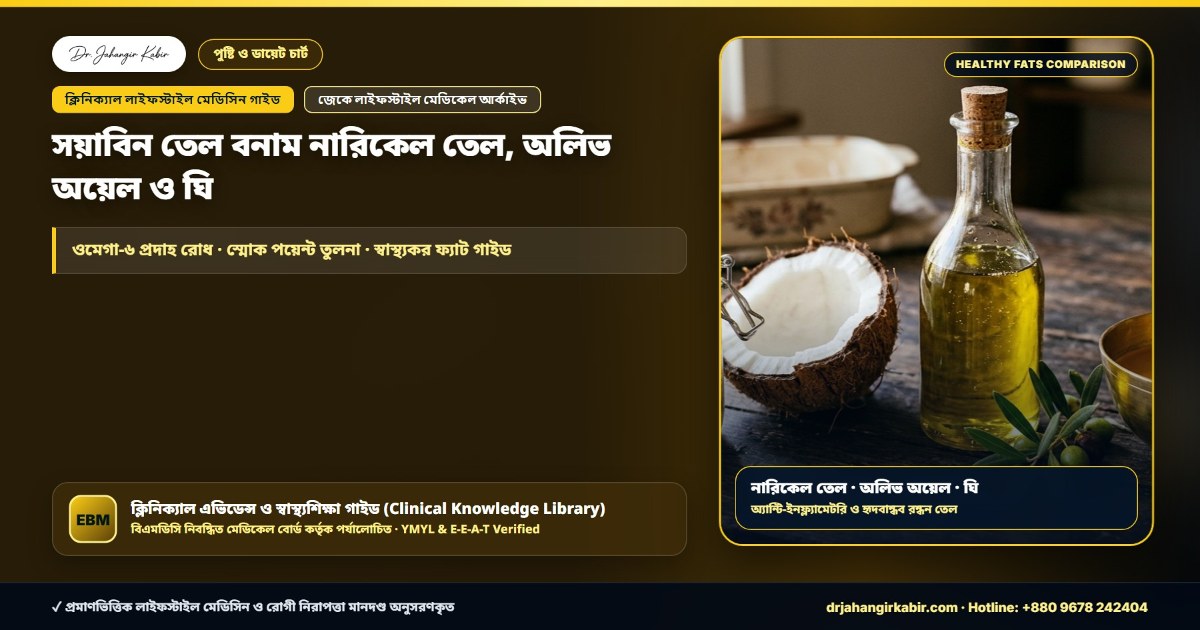 Dr. Jahangir Kabir
পুষ্টি ও ডায়েট চার্ট
ক্লিনিক্যাল লাইফস্টাইল মেডিসিন গাইড
জেকে লাইফস্টাইল মেডিকেল আর্কাইভ
সয়াবিন তেল বনাম নারিকেল তেল, অলিভ
অয়েল ও ঘি
ওমেগা-৬ প্রদাহ রোধ · স্মোক পয়েন্ট তুলনা · স্বাস্থ্যকর ফ্যাট গাইড
EBM
ক্লিনিক্যাল এভিডেন্স ও স্বাস্থ্যশিক্ষা গাইড (Clinical Knowledge Library)
বিএমডিসি নিবন্ধিত মেডিকেল বোর্ড কর্তৃক পর্যালোচিত · YMYL & E-E-A-T Verified
HEALTHY FATS COMPARISON
নারিকেল তেল · অলিভ অয়েল · ঘি
অ্যান্টি-ইনফ্ল্যামেটরি ও হৃদবান্ধব রন্ধন তেল
✓ প্রমাণভিত্তিক লাইফস্টাইল মেডিসিন ও রোগী নিরাপত্তা মানদণ্ড অনুসরণকৃত
drjahangirkabir.com · Hotline: +880 9678 242404